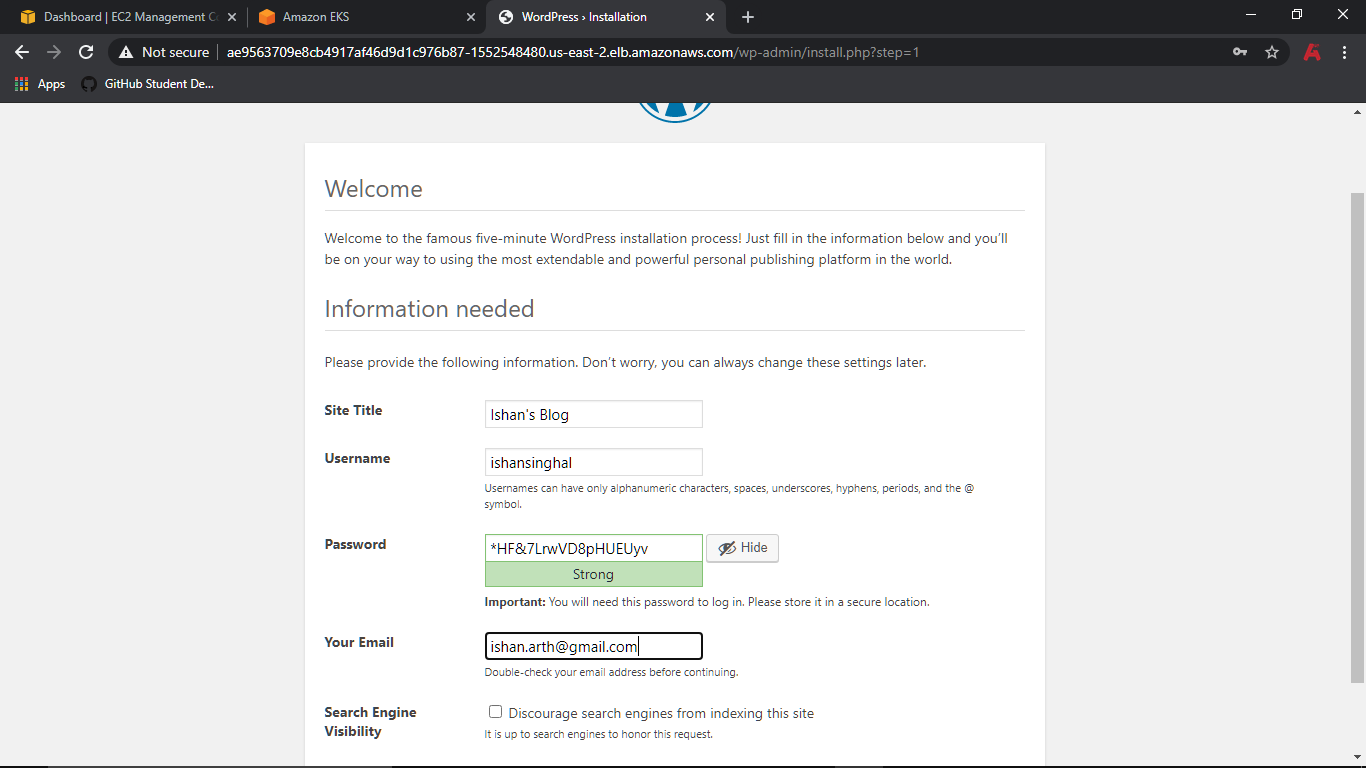 Dashboard | EC2 Management Co
Amazon EKS
WordPress › Installation
Not secure
ae9563709e8cb4917af46d9d1c976b87-1552548480.us-east-2.elb.amazonaws.com/wp-admin/install.php?step=1
Apps
GitHub Student De...
Welcome
Welcome to the famous five-minute WordPress installation process! Just fill in the information below and you'll
be on your way to using the most extendable and powerful personal publishing platform in the world.
Information needed
Please provide the following information. Don't worry, you can always change these settings later.
Site Title
Ishan's Blog
Username
ishansinghal
Usernames can have only alphanumeric characters, spaces, underscores, hyphens, periods, and the @
symbol.
Password
*HF&7LrwVD8pHUEUyv
Hide
Strong
Important: You will need this password to log in. Please store it in a secure location.
Your Email
ishan.arth@gmail.com
Double-check your email address before continuing.
Search Engine
Visibility
Discourage search engines from indexing this site
It is up to search engines to honor this request.